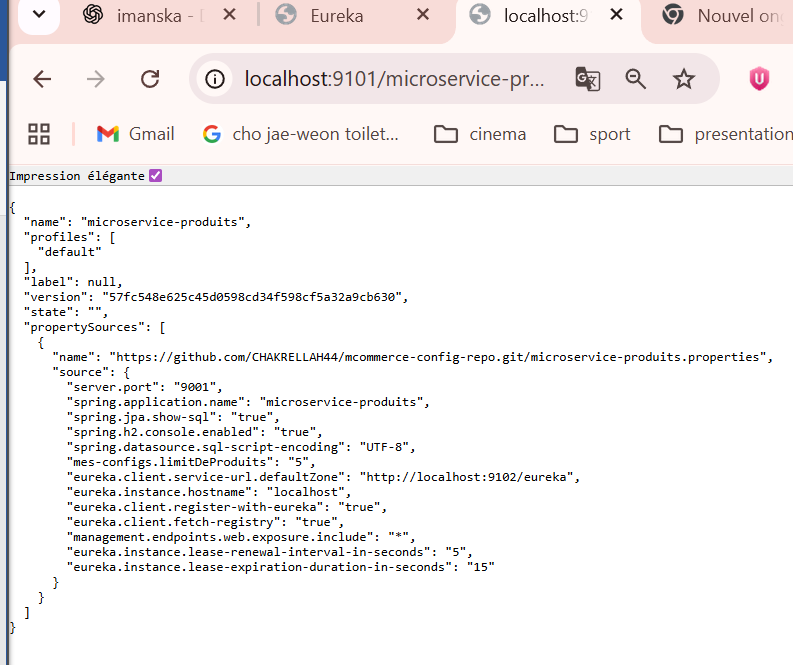 imanska -
Eureka
localhost:9
Nouvel on
localhost:9101/microservice-pr...
Gmail
cho jae-weon toilet...
cinema
sport
presentation
Impression élégante
{
  "name": "microservice-produits",
  "profiles": [
    "default"
  ],
  "label": null,
  "version": "57fc548e625c45d0598cd34f598cf5a32a9cb630",
  "state": "",
  "propertySources": [
    {
      "name": "https://github.com/CHAKRELLAH44/mcommerce-config-repo.git/microservice-produits.properties",
      "source": {
        "server.port": "9001",
        "spring.application.name": "microservice-produits",
        "spring.jpa.show-sql": "true",
        "spring.h2.console.enabled": "true",
        "spring.datasource.sql-script-encoding": "UTF-8",
        "mes-configs.limitDeProduits": "5",
        "eureka.client.service-url.defaultZone": "http://localhost:9102/eureka",
        "eureka.instance.hostname": "localhost",
        "eureka.client.register-with-eureka": "true",
        "eureka.client.fetch-registry": "true",
        "management.endpoints.web.exposure.include": "*",
        "eureka.instance.lease-renewal-interval-in-seconds": "5",
        "eureka.instance.lease-expiration-duration-in-seconds": "15"
      }
    }
  ]
}